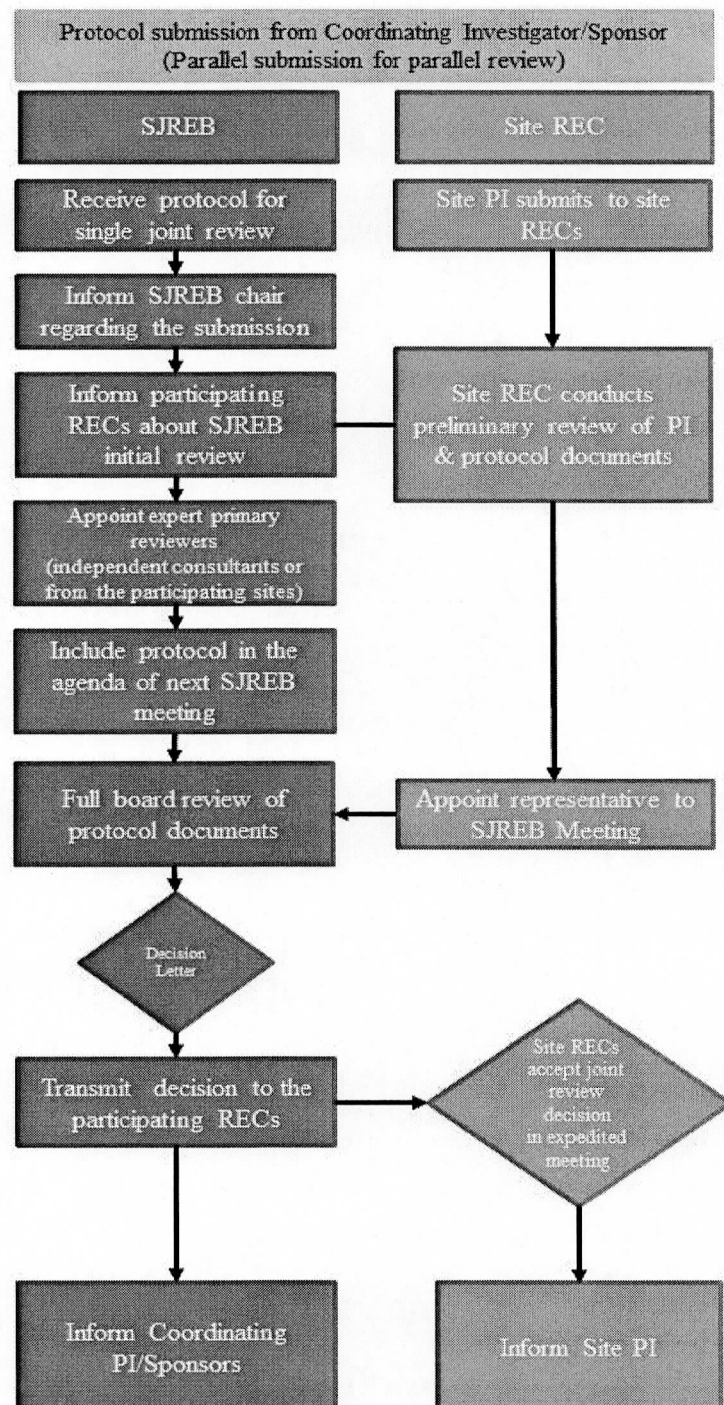 Protocol submission from Coordinating Investigator/Sponsor
(Parallel submission for parallel review)
SJREB
Site REC
Receive protocol for
single joint review
Site PI submits to site
RECs
Inform SJREB chair
regarding the submission
Inform participating
RECs about SJREB
initial review
Site REC conducts
preliminary review of PI
& protocol documents
Appoint expert primary
reviewers
(independent consultants or
from the participating sites)
Include protocol in the
agenda of next SJREB
meeting
Full board review of
protocol documents
Appoint representative to
SJREB Meeting
Decision
Letter
Transmit decision to the
participating RECs
Site RECs
accept joint
review
decision
in expedited
meeting
Inform Coordinating
PI/Sponsors
Inform Site PI